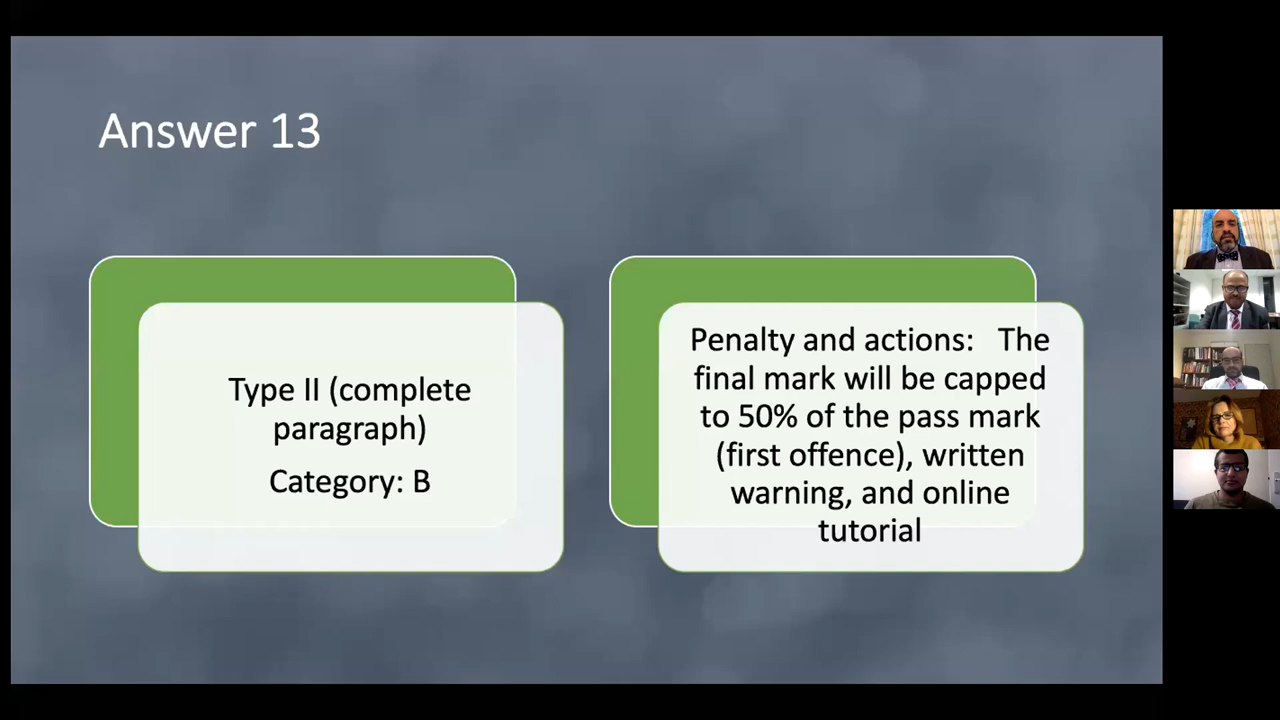 Answer 13
Type II (complete
paragraph)
Category: B
Penalty and actions:   The
final mark will be capped
to 50% of the pass mark
(first offence), written
warning, and online
tutorial